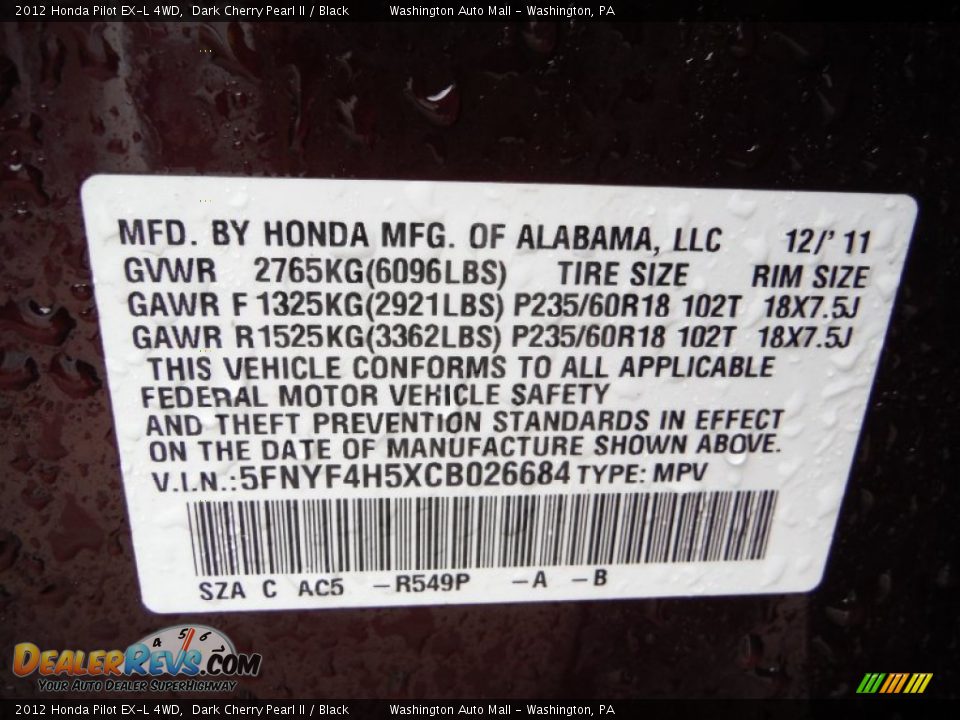 2012 Honda Pilot EX-L 4WD, Dark Cherry Pearl II / Black Washington Auto Mall - Washington, PA
MFD. BY HONDA MFG. OF ALABAMA, LLC 12/' 11
GVWR 2765KG(6096LBS) TIRE SIZE RIM SIZE
GAWR F 1325KG(2921LBS) P235/60R18 102T 18X7.5J
GAWR R 1525KG(3362LBS) P235/60R18 102T 18X7.5J
THIS VEHICLE CONFORMS TO ALL APPLICABLE
FEDERAL MOTOR VEHICLE SAFETY
AND THEFT PREVENTION STANDARDS IN EFFECT
ON THE DATE OF MANUFACTURE SHOWN ABOVE.
V.I.N.:5FNYF4H5XCB026684 TYPE: MPV
SZA C AC5 -R549P -A -B
4 5 6
DEALERREVS.COM
YOUR AUTO DEALER SUPERHIGHWAY
2012 Honda Pilot EX-L 4WD, Dark Cherry Pearl II / Black Washington Auto Mall - Washington, PA